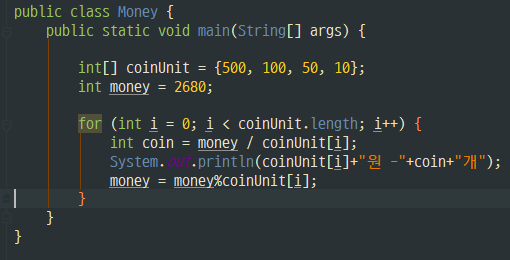 public class Money {
public static void main(String[] args) {
int[] coinUnit = {500, 100, 50, 10};
int money = 2680;
for (int i = 0; i < coinUnit.length; i++) {
int coin = money / coinUnit[i];
System.out.println(coinUnit[i]+"원 -"+coin+"개");
money = money%coinUnit[i];
}
}
}